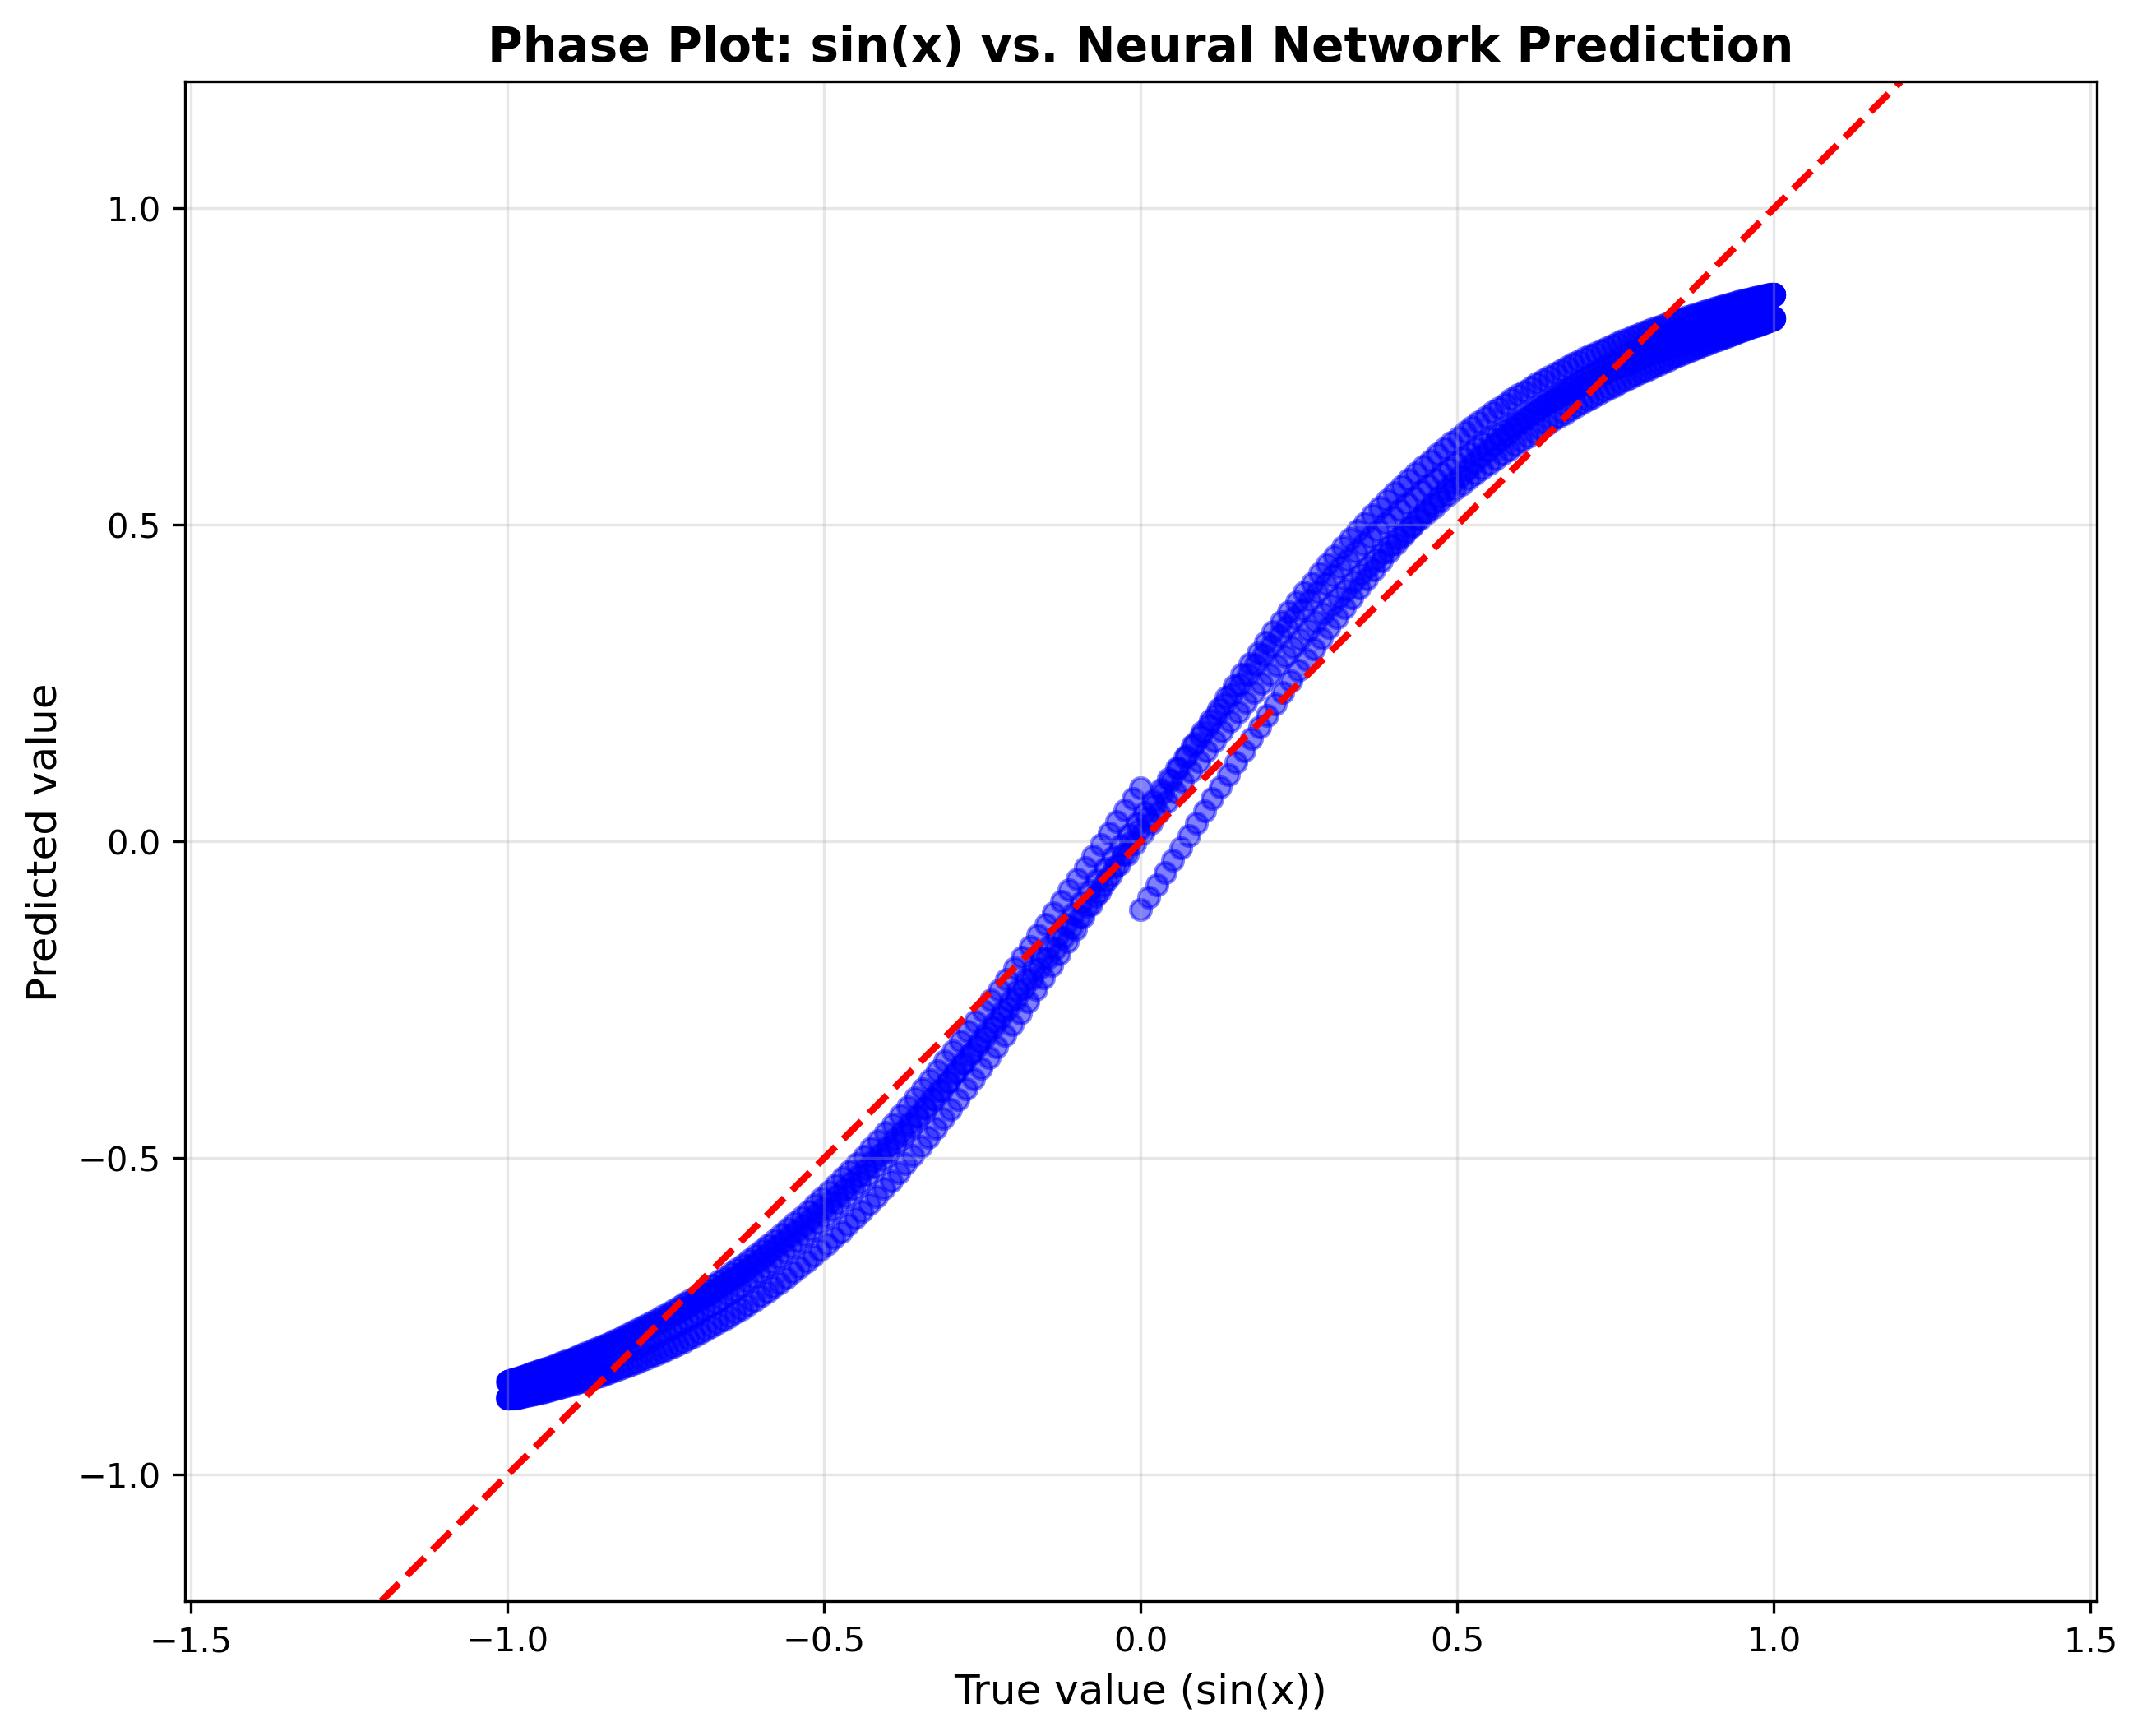 Phase Plot: sin(x) vs. Neural Network Prediction
1.0
0.5
0.0
−0.5
−1.0
Predicted value
−1.5 −1.0 −0.5 0.0 0.5 1.0 1.5
True value (sin(x))